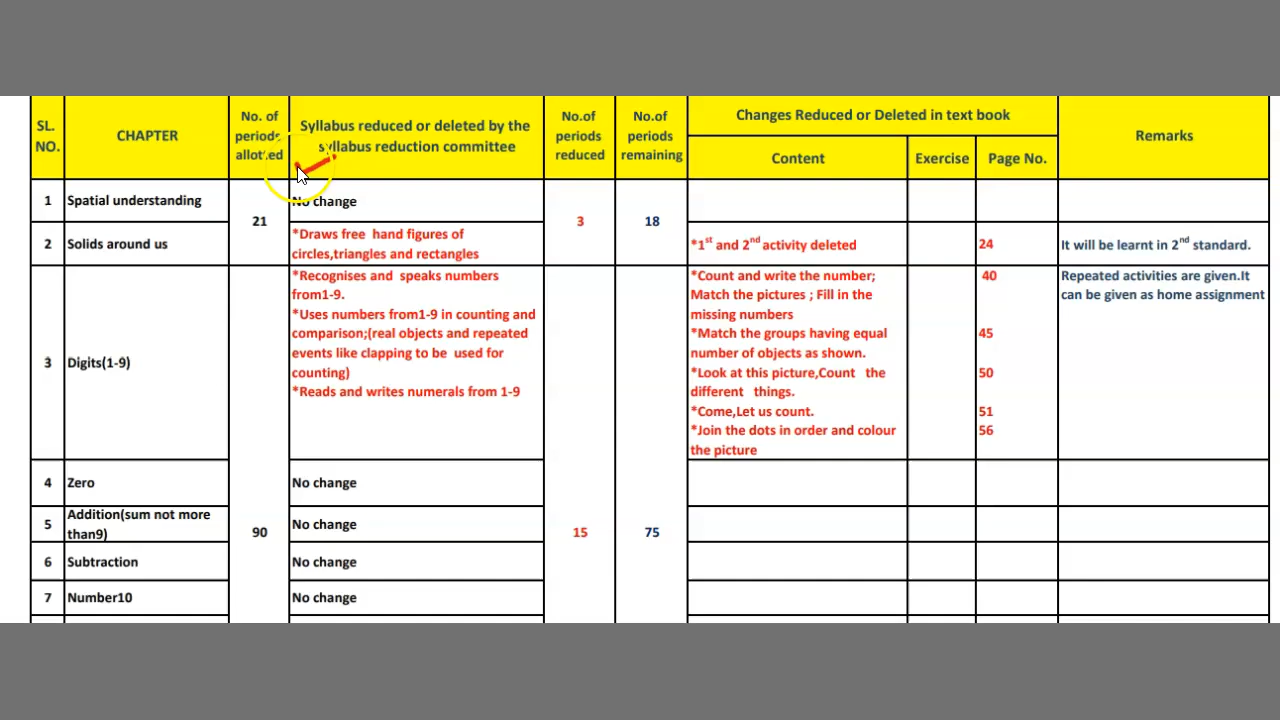 SL. NO.
CHAPTER
No. of periods allotted
Syllabus reduced or deleted by the
syllabus reduction committee
No.of periods reduced
No.of periods remaining
Changes Reduced or Deleted in text book
Content
Exercise
Page No.
Remarks
1 Spatial understanding
21
No change
3
18
2 Solids around us
*Draws free hand figures of
circles,triangles and rectangles
*1st and 2nd activity deleted
24
It will be learnt in 2nd standard.
3 Digits(1-9)
*Recognises and speaks numbers
from1-9.
*Uses numbers from1-9 in counting and
comparison;(real objects and repeated
events like clapping to be used for
counting)
*Reads and writes numerals from 1-9
*Count and write the number; 40
Match the pictures ; Fill in the
missing numbers
*Match the groups having equal 45
number of objects as shown.
*Look at this picture,Count the 50
different things.
*Come,Let us count. 51
*Join the dots in order and colour 56
the picture
Repeated activities are given.It
can be given as home assignment
4 Zero
No change
5 Addition(sum not more
than9)
90
No change
15
75
6 Subtraction
No change
7 Number10
No change